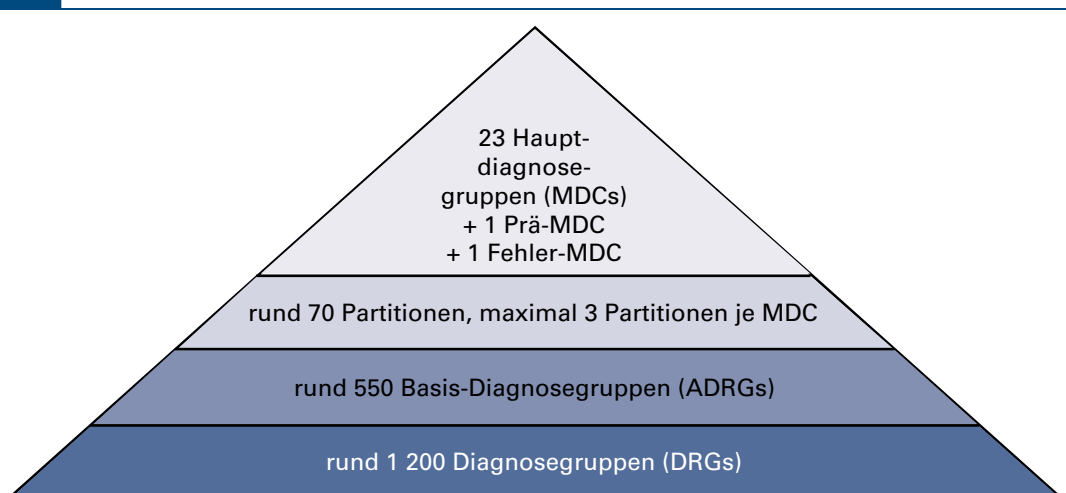 23 Haupt-
diagnose-
gruppen (MDCs)
+ 1 Prä-MDC
+ 1 Fehler-MDC
rund 70 Partitionen, maximal 3 Partitionen je MDC
rund 550 Basis-Diagnosegruppen (ADRGs)
rund 1 200 Diagnosegruppen (DRGs)